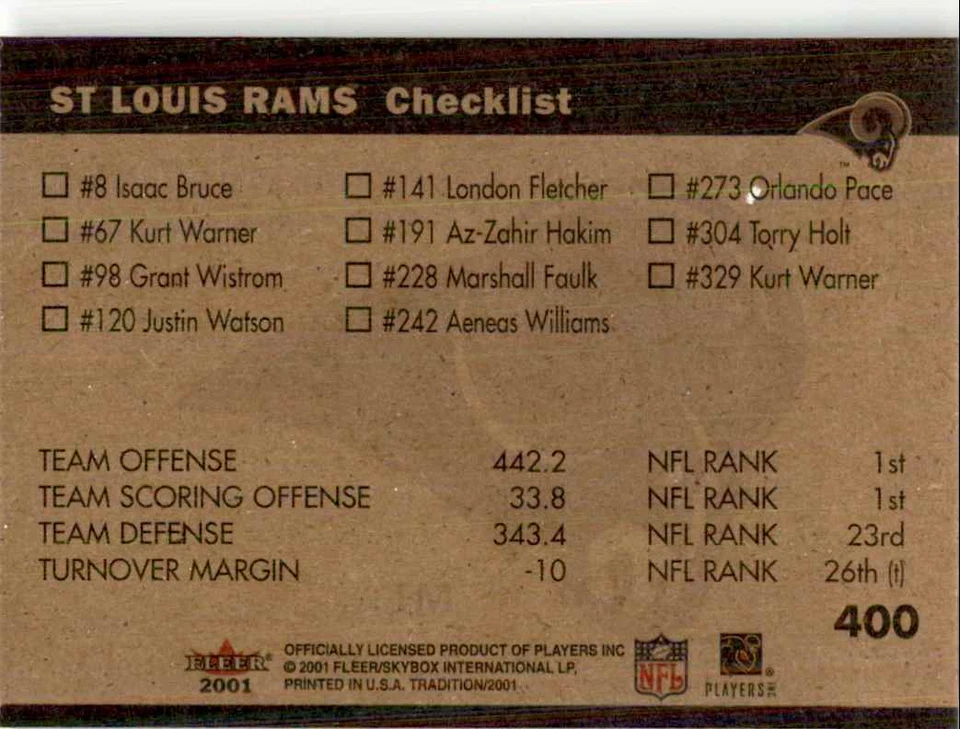 ST LOUIS RAMS Checklist
#8 Isaac Bruce
#67 Kurt Warner
#98 Grant Wistrom
#120 Justin Watson
#141 London Fletcher
#191 Az-Zahir Hakim
#228 Marshall Faulk
#242 Aeneas Williams
#273 Orlando Pace
#304 Torry Holt
#329 Kurt Warner
TM
TEAM OFFENSE 442.2 NFL RANK 1st
TEAM SCORING OFFENSE 33.8 NFL RANK 1st
TEAM DEFENSE 343.4 NFL RANK 23rd
TURNOVER MARGIN -10 NFL RANK 26th (t)
400
FLEER®
2001
OFFICIALLY LICENSED PRODUCT OF PLAYERS INC
© 2001 FLEER/SKYBOX INTERNATIONAL LP,
PRINTED IN U.S.A. TRADITION/2001
NFL
PLAYERS INC